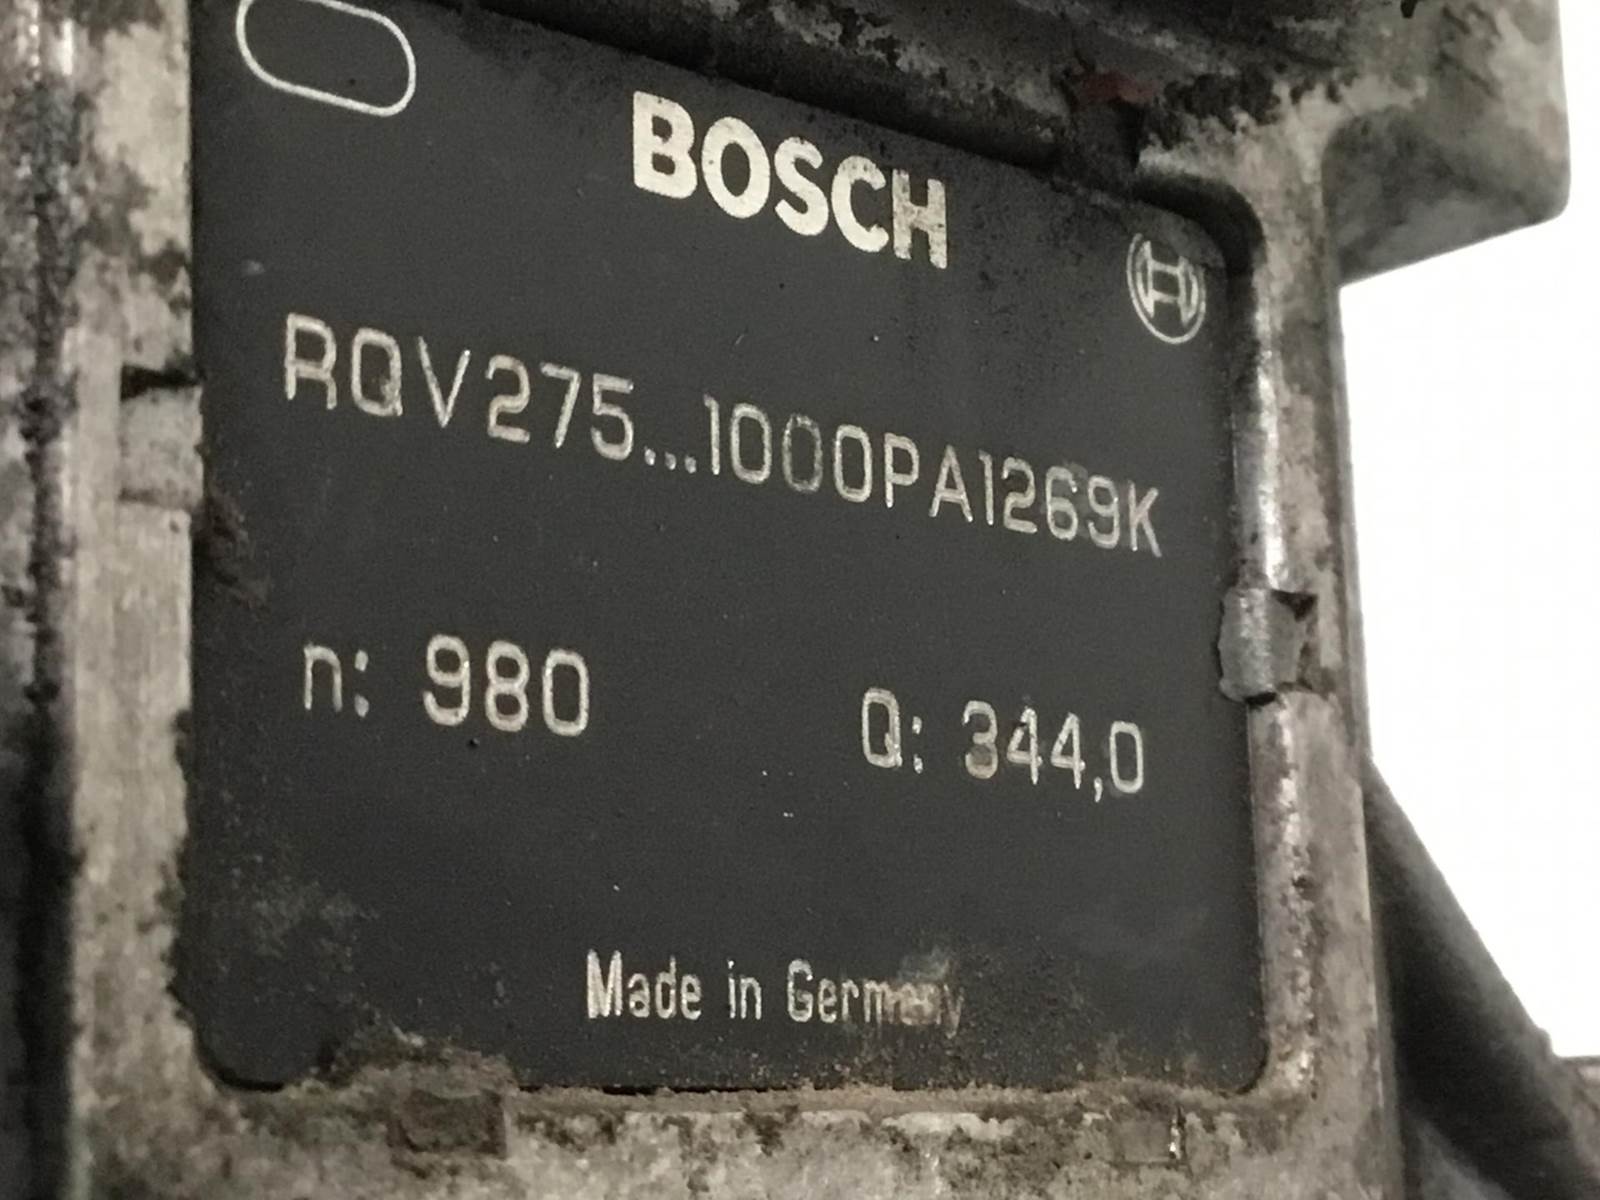 BOSCH
RQV275...1000PA1269K
n: 980 Q: 344,0
Made in Germany